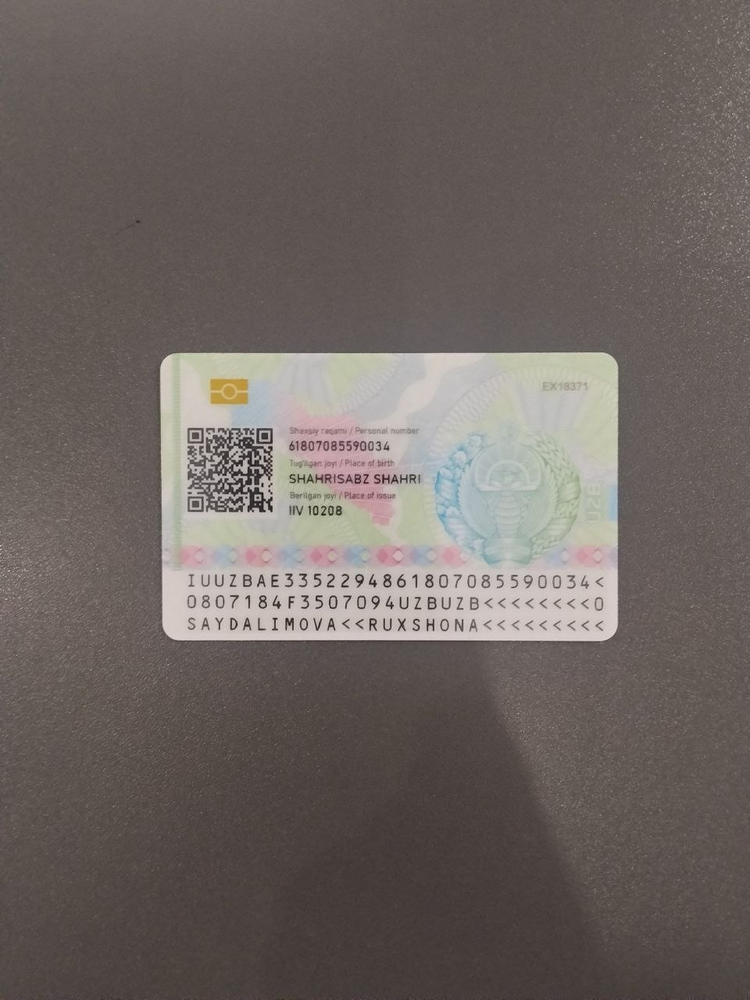 EX18371
Shaxsiy raqami / Personal number
61807085590034
Tug'ilgan joyi / Place of birth
SHAHRISABZ SHAHRI
Berilgan joyi / Place of issue
IIV 10208
UZB
IUUZBAE3352294861807085590034<
0807184F3507094UZBUZB<<<<<<<<0
SAYDALIMOVA<<RUXSHONA<<<<<<<<<